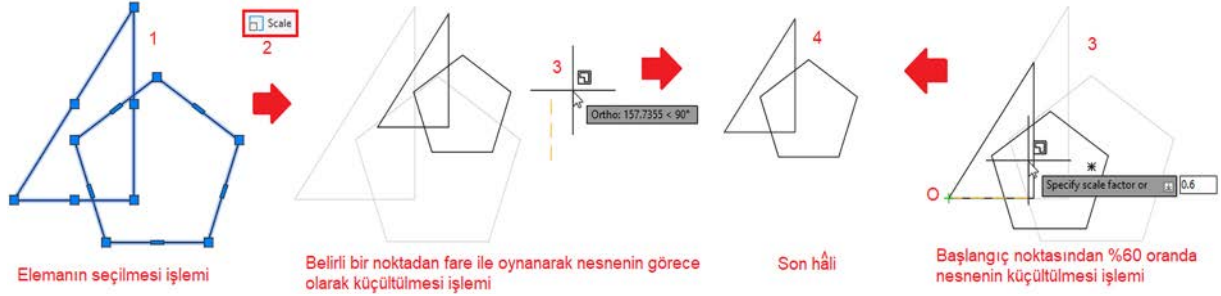 1
Scale
2
3
Ortho: 157.7355 < 90°
4
3
O
Specify scale factor or
0.6
Elemanın seçilmesi işlemi
Belirli bir noktadan fare ile oynanarak nesnenin görece
olarak küçültülmesi işlemi
Son hâli
Başlangıç noktasından %60 oranda
nesnenin küçültülmesi işlemi